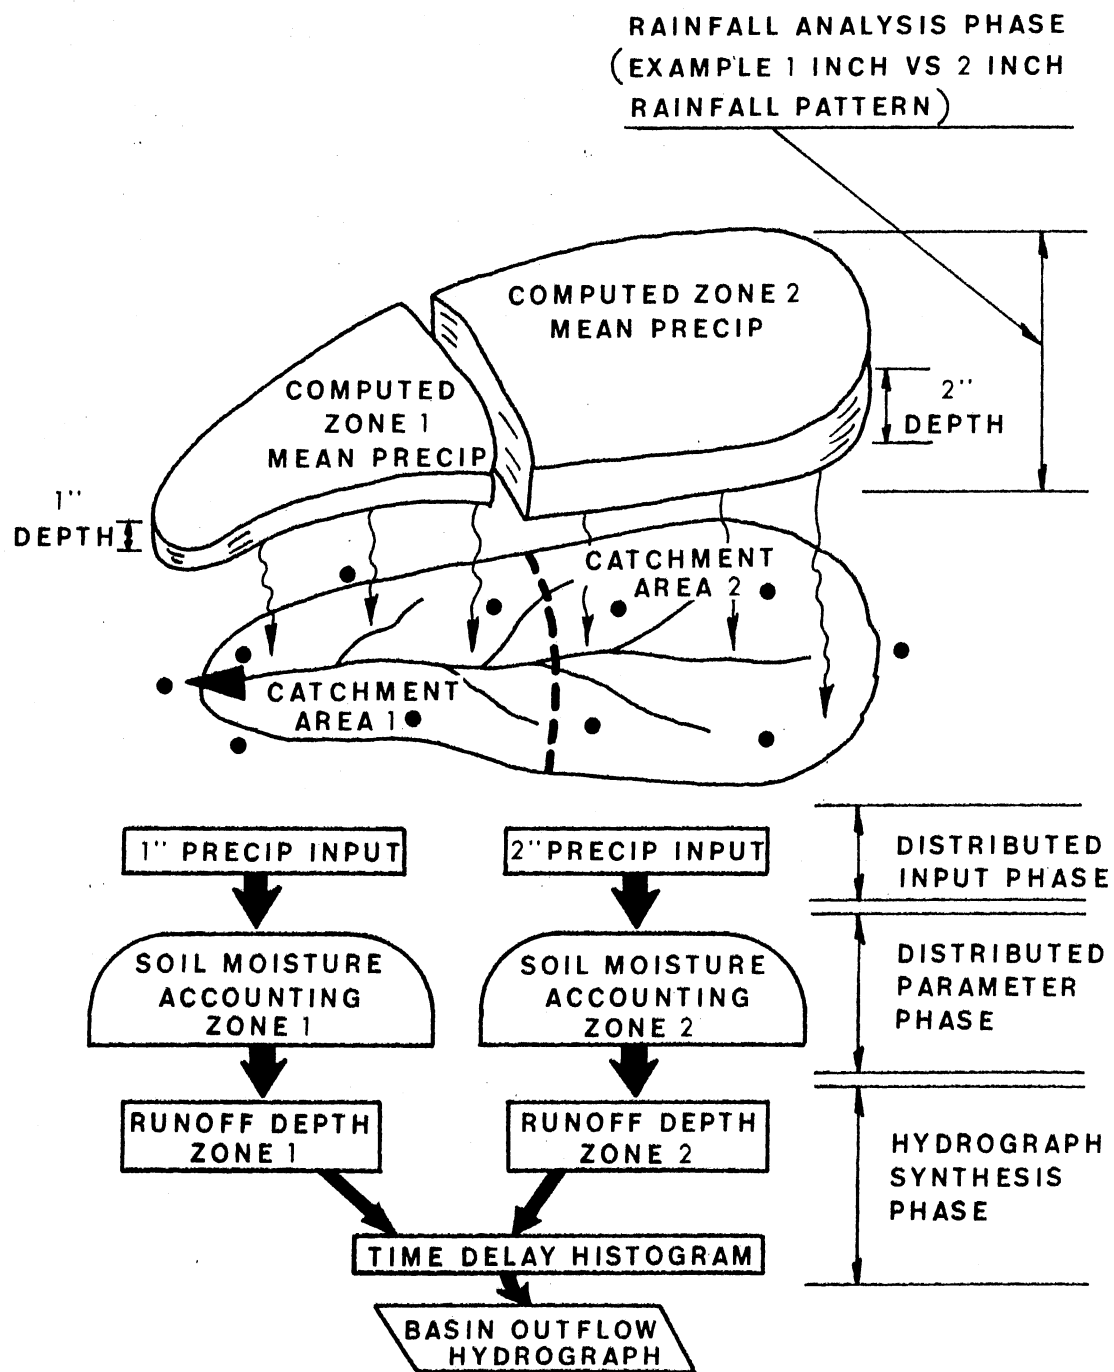 RAINFALL ANALYSIS PHASE
(EXAMPLE 1 INCH VS 2 INCH
RAINFALL PATTERN)
COMPUTED ZONE 2
MEAN PRECIP
COMPUTED
ZONE 1
MEAN PRECIP
2"
DEPTH
1"
DEPTH
CATCHMENT
AREA 2
CATCHMENT
AREA 1
1" PRECIP INPUT
2" PRECIP INPUT
DISTRIBUTED
INPUT PHASE
SOIL MOISTURE
ACCOUNTING
ZONE 1
SOIL MOISTURE
ACCOUNTING
ZONE 2
DISTRIBUTED
PARAMETER
PHASE
RUNOFF DEPTH
ZONE 1
RUNOFF DEPTH
ZONE 2
HYDROGRAPH
SYNTHESIS
PHASE
TIME DELAY HISTOGRAM
BASIN OUTFLOW
HYDROGRAPH